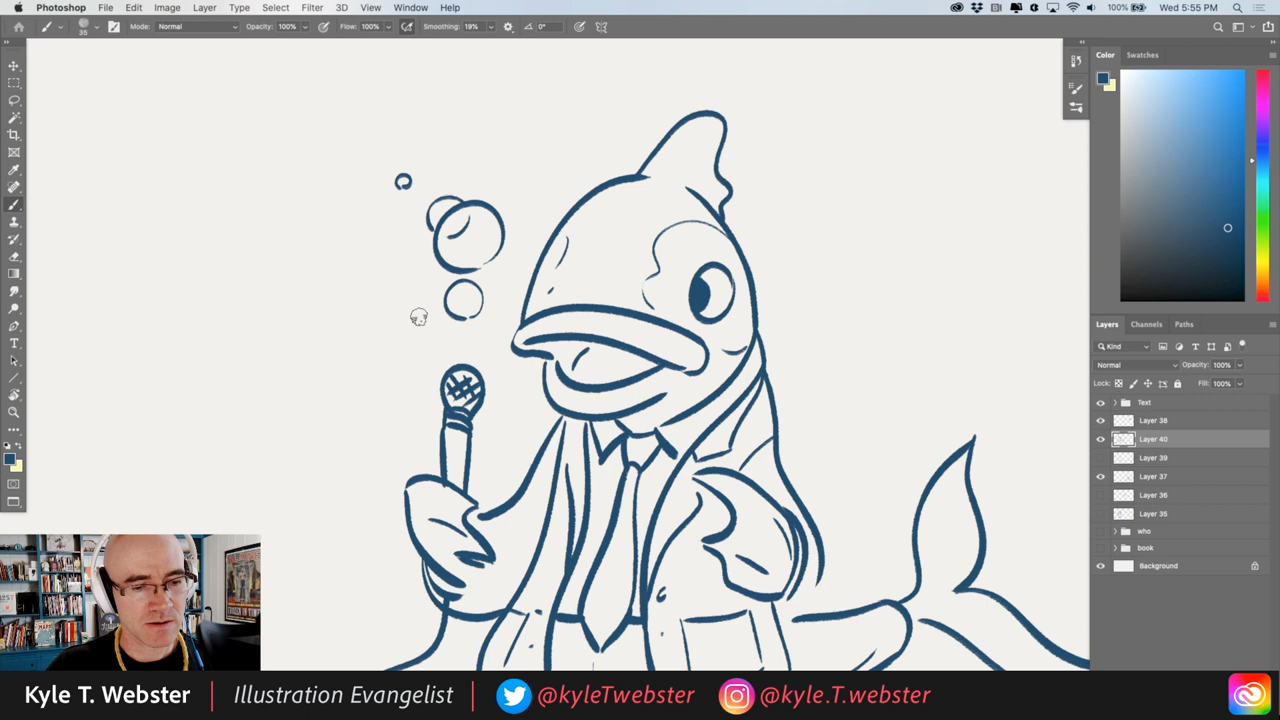 Photoshop File Edit Image Layer Type Select Filter 3D View Window Help 100% Wed 5:55 PM
35 Mode: Normal Opacity: 100% Flow: 100% Smoothing: 19% 0°
Color Swatches
Layers Channels Paths
Kind
Normal Opacity: 100%
Lock: Fill: 100%
Text
Layer 38
Layer 40
Layer 39
Layer 37
Layer 36
Layer 35
who
book
Background
Kyle T. Webster | Illustration Evangelist @kyleTwebster | @kyle.T.webster